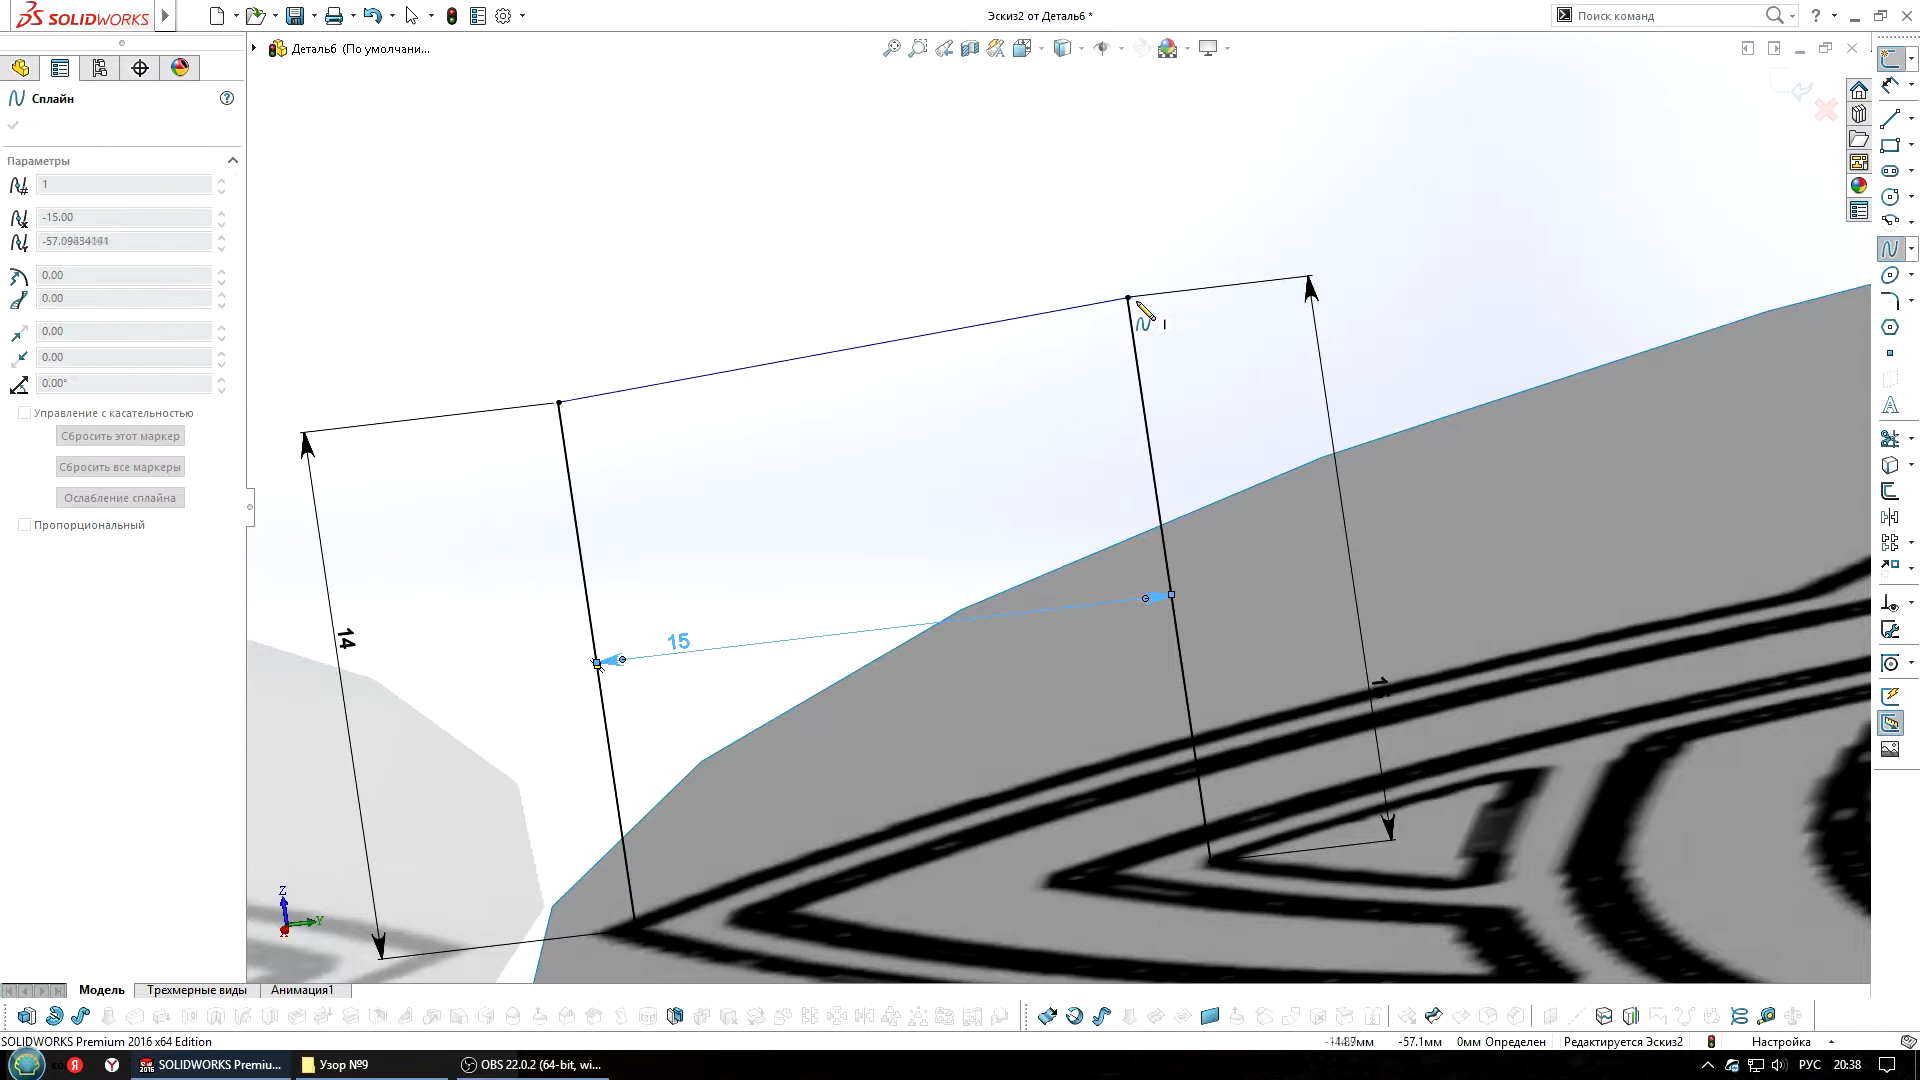 SOLIDWORKS
Эскиз2 от Деталь6 *
Поиск команд
Деталь6 (По умолчани...
Сплайн
Параметры
1
-15.00
0.00
0.00
0.00
0.00
0.00°
Управление с касательностью
Сбросить этот маркер
Сбросить все маркеры
Ослабление сплайна
Пропорциональный
14
15
Z
Y
Модель
Трехмерные виды
Анимация1
SOLIDWORKS Premium 2016 x64 Edition
-57.1мм
0мм Определен
Редактируется Эскиз2
Настройка
SOLIDWORKS Premiu...
Узор №9
OBS 22.0.2 (64-bit, wi...
РУС
20:38